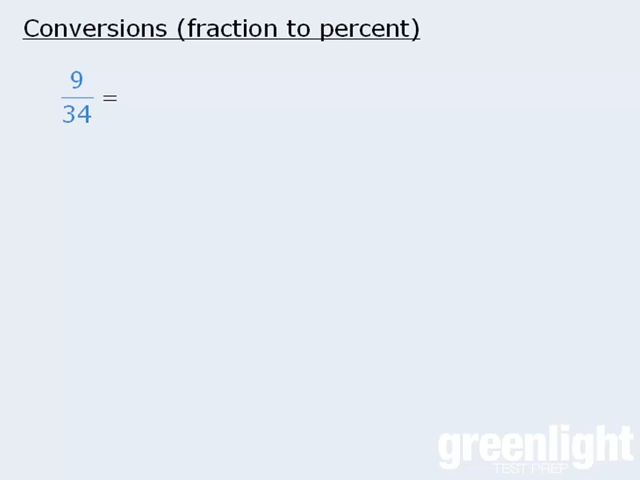 Conversions (fraction to percent)
9
34 =
greenlight
TEST PREP